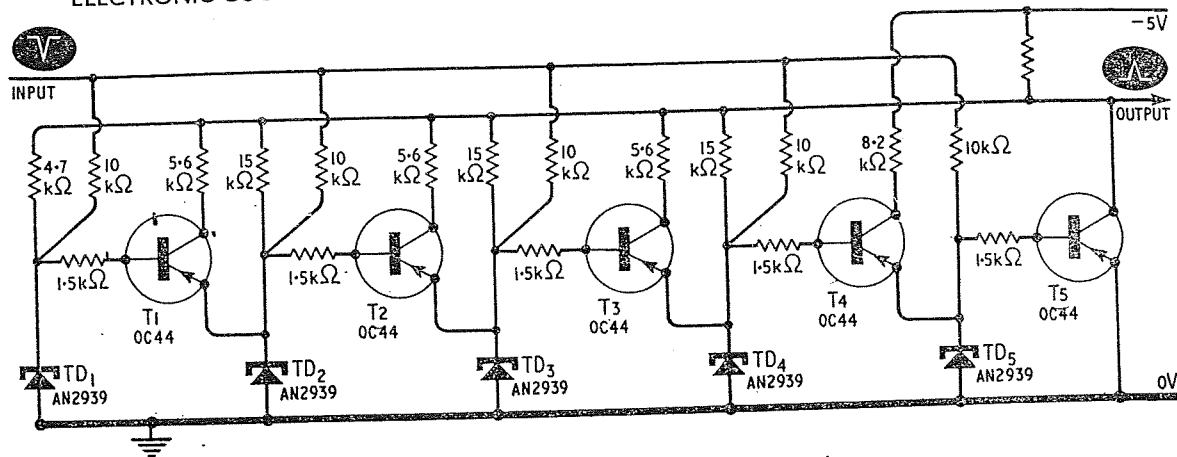 −5V
INPUT
OUTPUT
4·7 kΩ
10 kΩ
5·6 kΩ
15 kΩ
10 kΩ
5·6 kΩ
15 kΩ
10 kΩ
5·6 kΩ
15 kΩ
10 kΩ
8·2 kΩ
10kΩ
1·5kΩ
1·5kΩ
1·5kΩ
1·5kΩ
1·5kΩ
T1
OC44
T2
OC44
T3
OC44
T4
OC44
T5
OC44
TD1
AN2939
TD2
AN2939
TD3
AN2939
TD4
AN2939
TD5
AN2939
0V